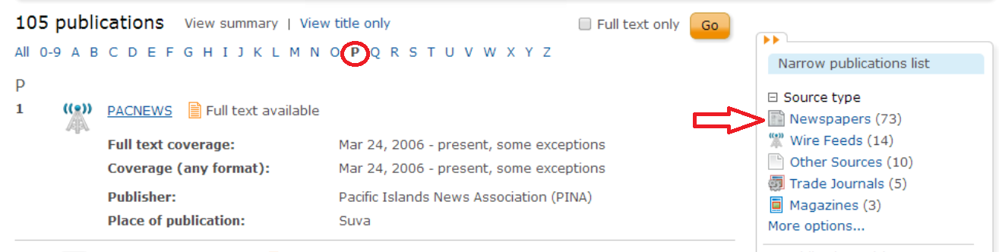 105 publications View summary | View title only Full text only Go
All 0-9 A B C D E F G H I J K L M N O P Q R S T U V W X Y Z
P
1 PACNEWS Full text available
Full text coverage: Mar 24, 2006 - present, some exceptions
Coverage (any format): Mar 24, 2006 - present, some exceptions
Publisher: Pacific Islands News Association (PINA)
Place of publication: Suva
Narrow publications list
Source type
Newspapers (73)
Wire Feeds (14)
Other Sources (10)
Trade Journals (5)
Magazines (3)
More options...